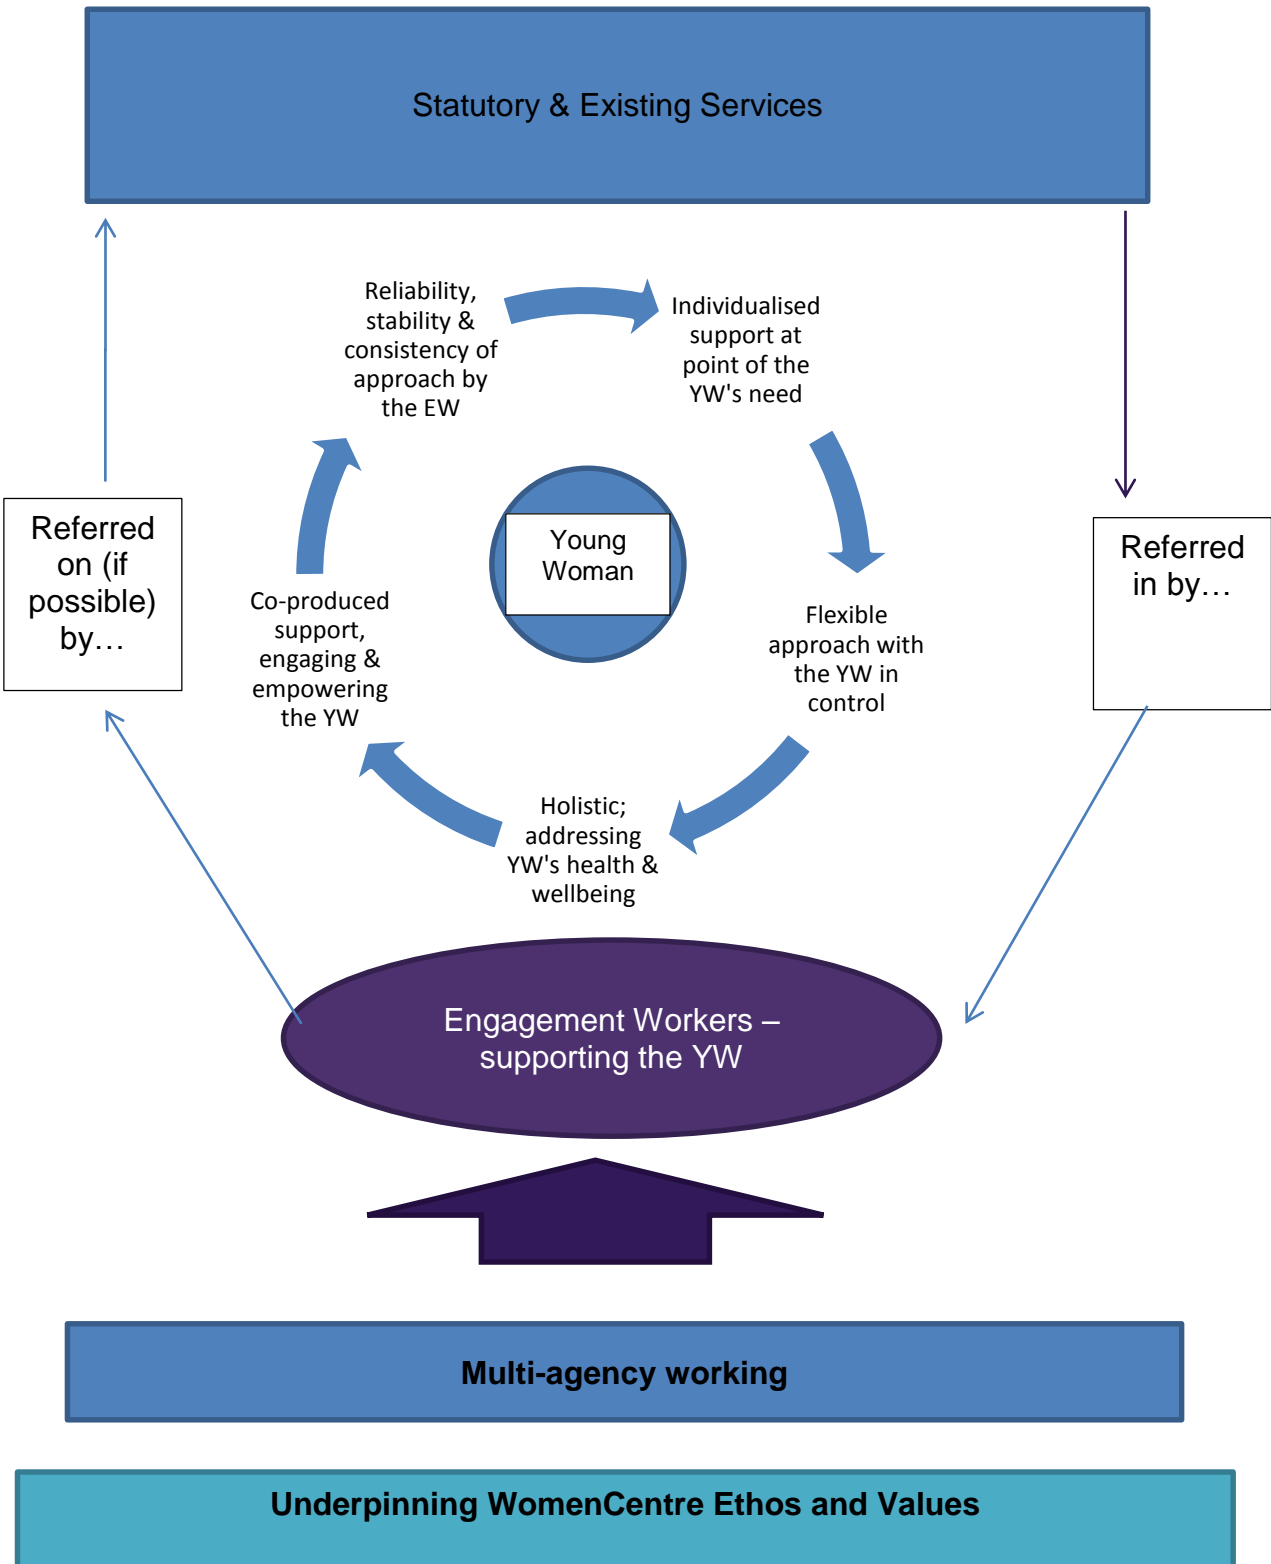 Statutory & Existing Services
Reliability,
stability &
consistency of
approach by
the EW
Individualised
support at
point of the
YW's need
Referred
on (if
possible)
by…
Young
Woman
Referred
in by…
Co-produced
support,
engaging &
empowering
the YW
Flexible
approach with
the YW in
control
Holistic;
addressing
YW's health &
wellbeing
Engagement Workers –
supporting the YW
Multi-agency working
Underpinning WomenCentre Ethos and Values